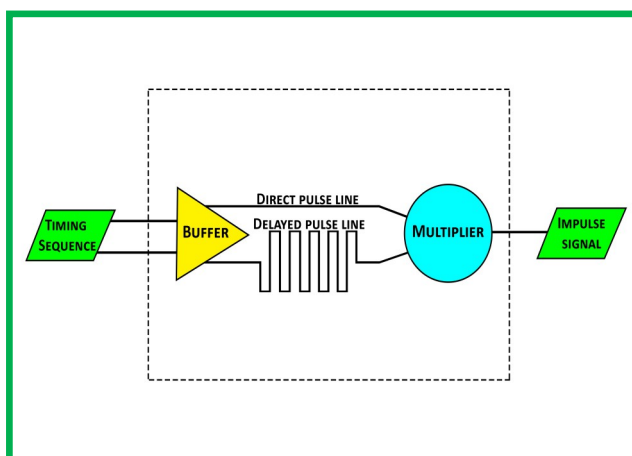 Timing
Sequence
Buffer
Direct pulse line
Delayed pulse line
Multiplier
Impulse
signal